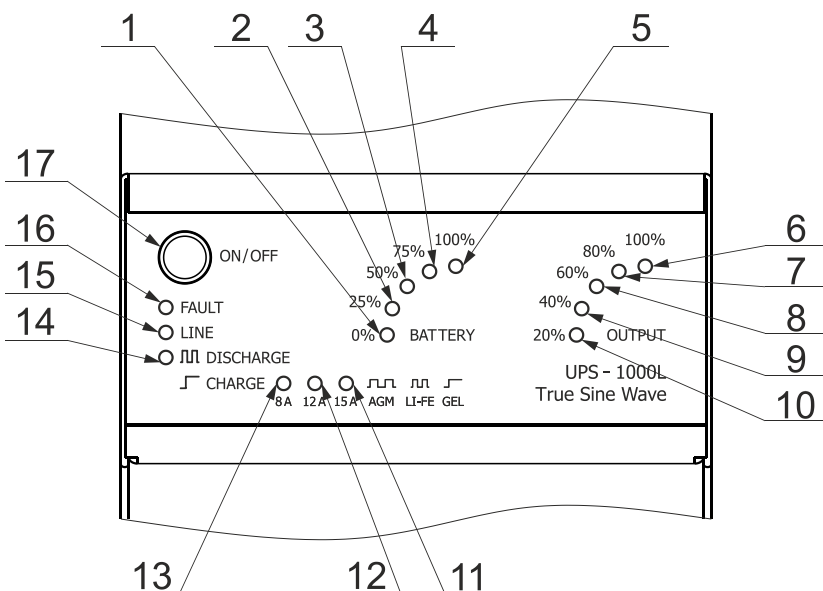 1 2 3 4 5
17
16
15
14
ON/OFF
FAULT
LINE
DISCHARGE
CHARGE
8A 12A 15A AGM LI-FE GEL
100%
75%
50%
25%
0% BATTERY
100%
80%
60%
40%
20% OUTPUT
UPS - 1000L
True Sine Wave
6
7
8
9
10
13 12 11